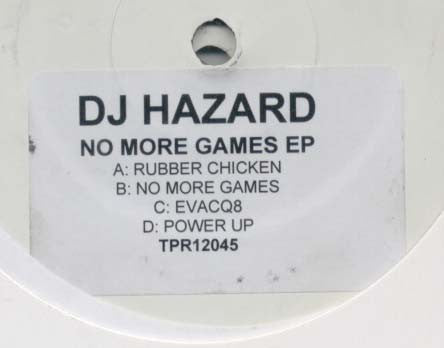 DJ HAZARD
NO MORE GAMES EP
A: RUBBER CHICKEN
B: NO MORE GAMES
C: EVACQ8
D: POWER UP
TPR12045